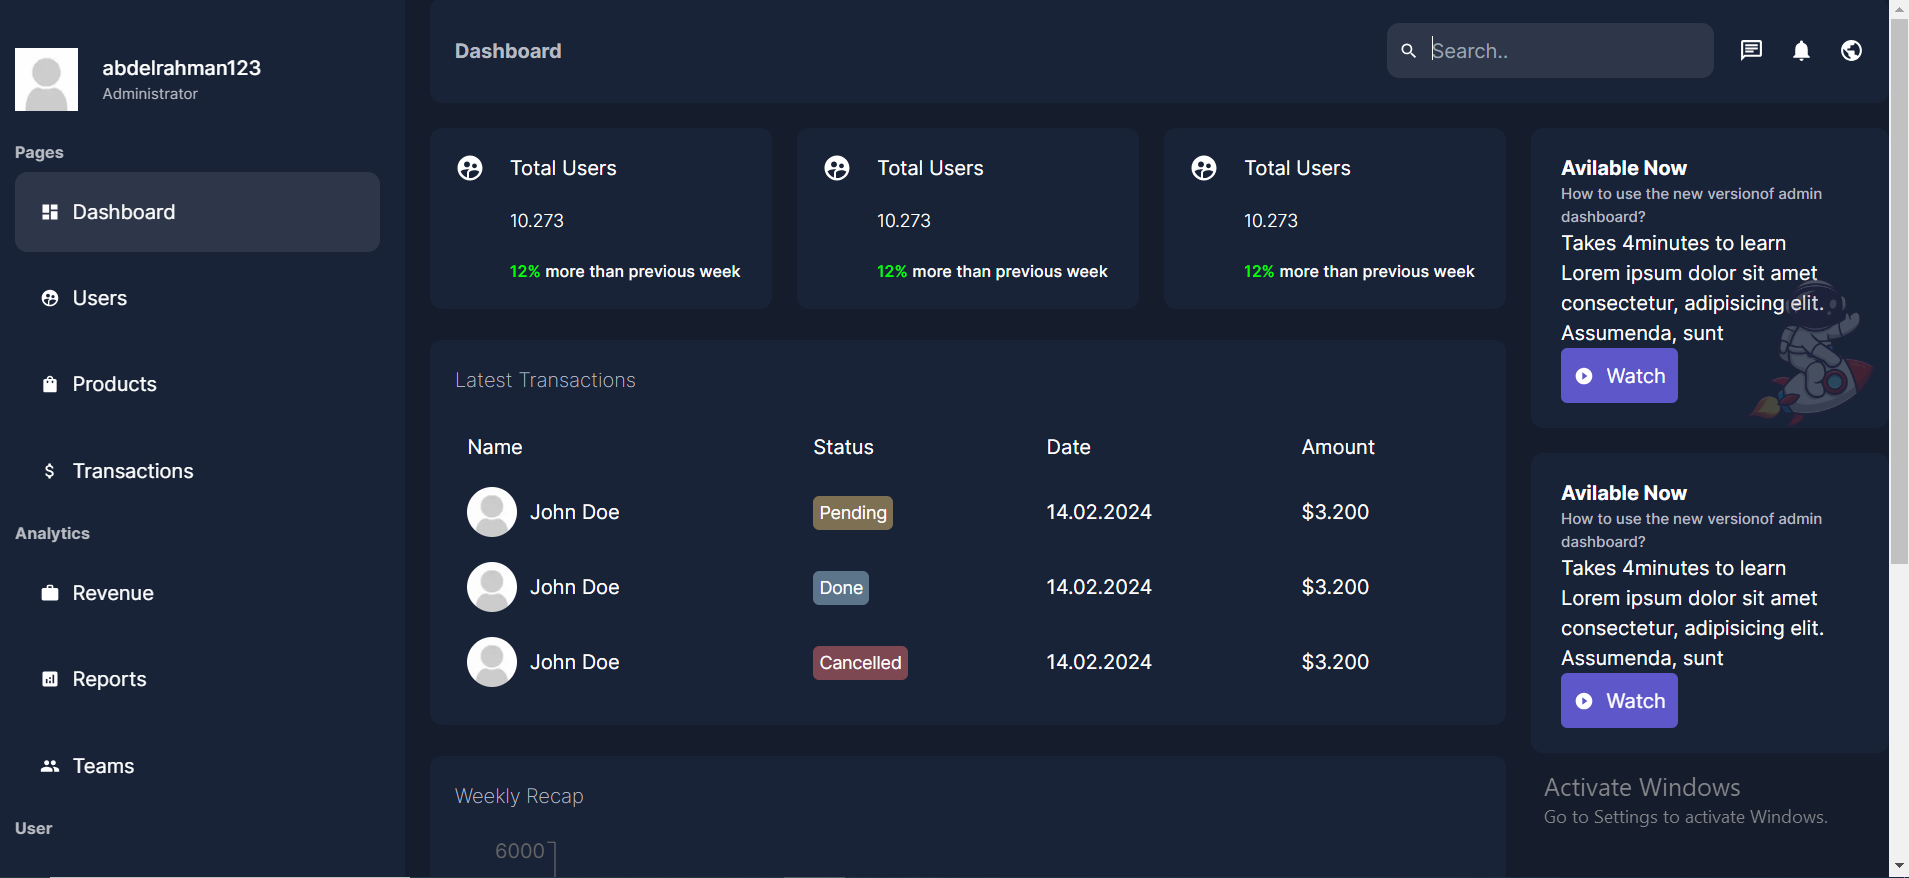 abdelrahman123
Administrator
Pages
Dashboard
Users
Products
Transactions
Analytics
Revenue
Reports
Teams
User
Dashboard
Search..
Total Users
10.273
12% more than previous week
Total Users
10.273
12% more than previous week
Total Users
10.273
12% more than previous week
Latest Transactions
Name Status Date Amount
John Doe Pending 14.02.2024 $3.200
John Doe Done 14.02.2024 $3.200
John Doe Cancelled 14.02.2024 $3.200
Weekly Recap
6000
Avilable Now
How to use the new versionof admin
dashboard?
Takes 4minutes to learn
Lorem ipsum dolor sit amet
consectetur, adipisicing elit.
Assumenda, sunt
Watch
Avilable Now
How to use the new versionof admin
dashboard?
Takes 4minutes to learn
Lorem ipsum dolor sit amet
consectetur, adipisicing elit.
Assumenda, sunt
Watch
Activate Windows
Go to Settings to activate Windows.